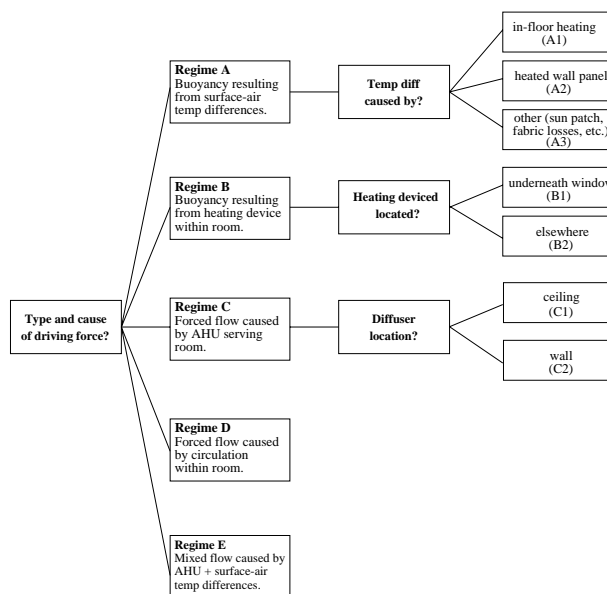 in-floor heating
(A1)
Regime A
Buoyancy resulting
from surface-air
temp differences.
Temp diff
caused by?
heated wall panel
(A2)
other (sun patch,
fabric losses, etc.)
(A3)
Regime B
Buoyancy resulting
from heating device
within room.
Heating deviced
located?
underneath window
(B1)
elsewhere
(B2)
Type and cause
of driving force?
Regime C
Forced flow caused
by AHU serving
room.
Diffuser
location?
ceiling
(C1)
wall
(C2)
Regime D
Forced flow caused
by circulation
within room.
Regime E
Mixed flow caused by
AHU + surface-air
temp differences.